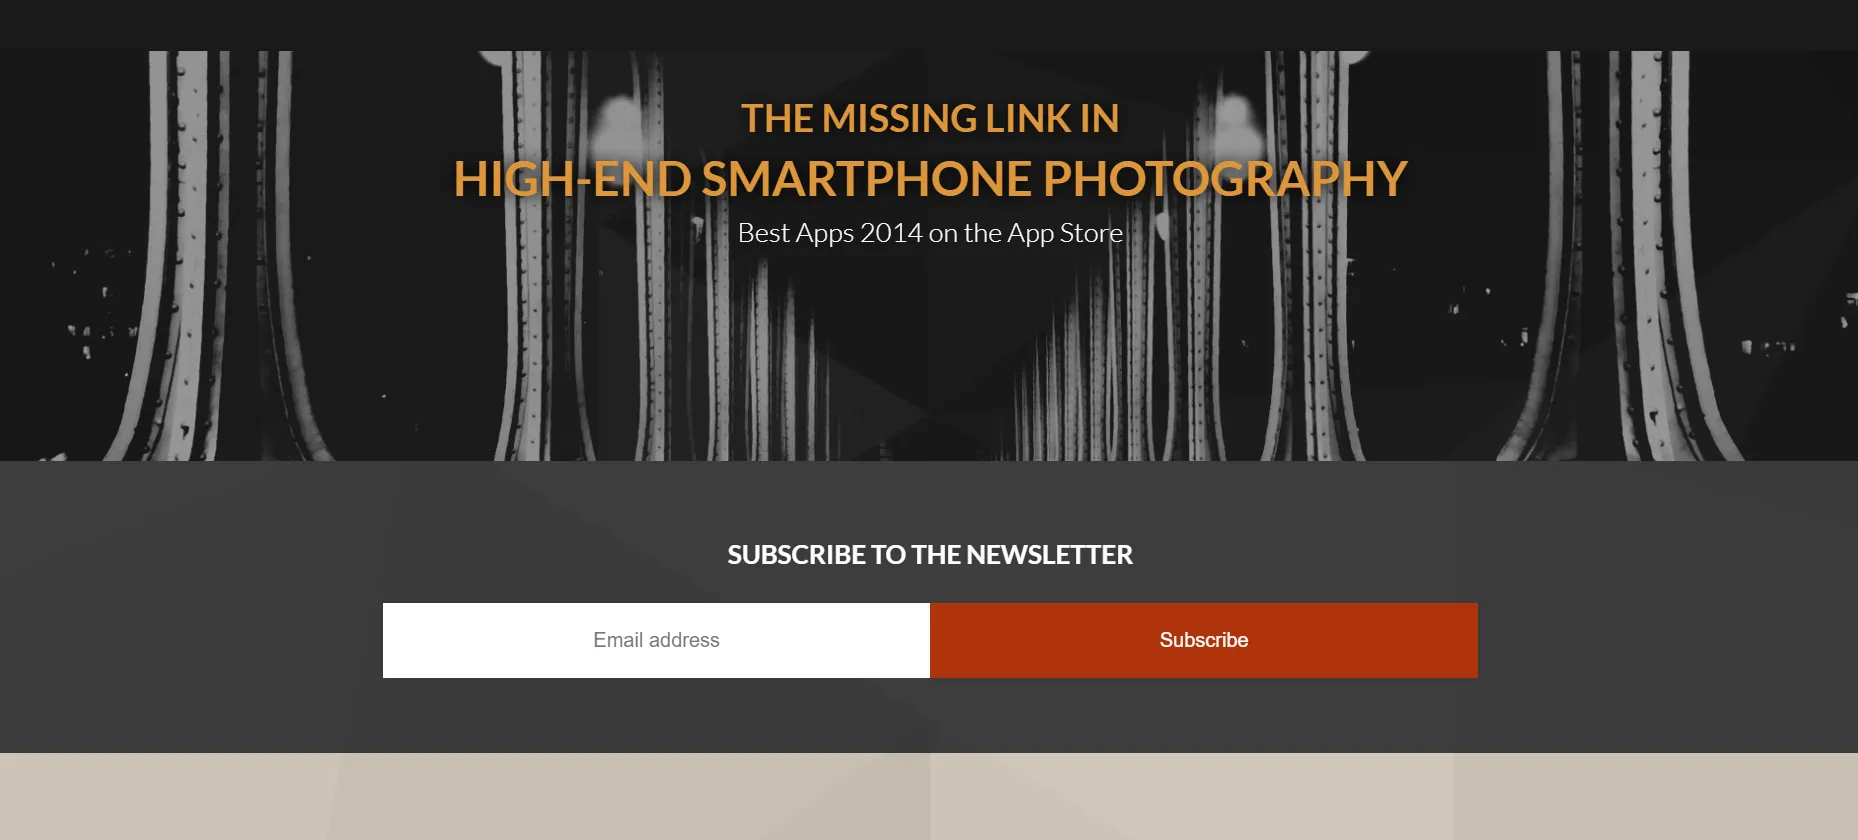 THE MISSING LINK IN
HIGH-END SMARTPHONE PHOTOGRAPHY
Best Apps 2014 on the App Store
SUBSCRIBE TO THE NEWSLETTER
Email address
Subscribe